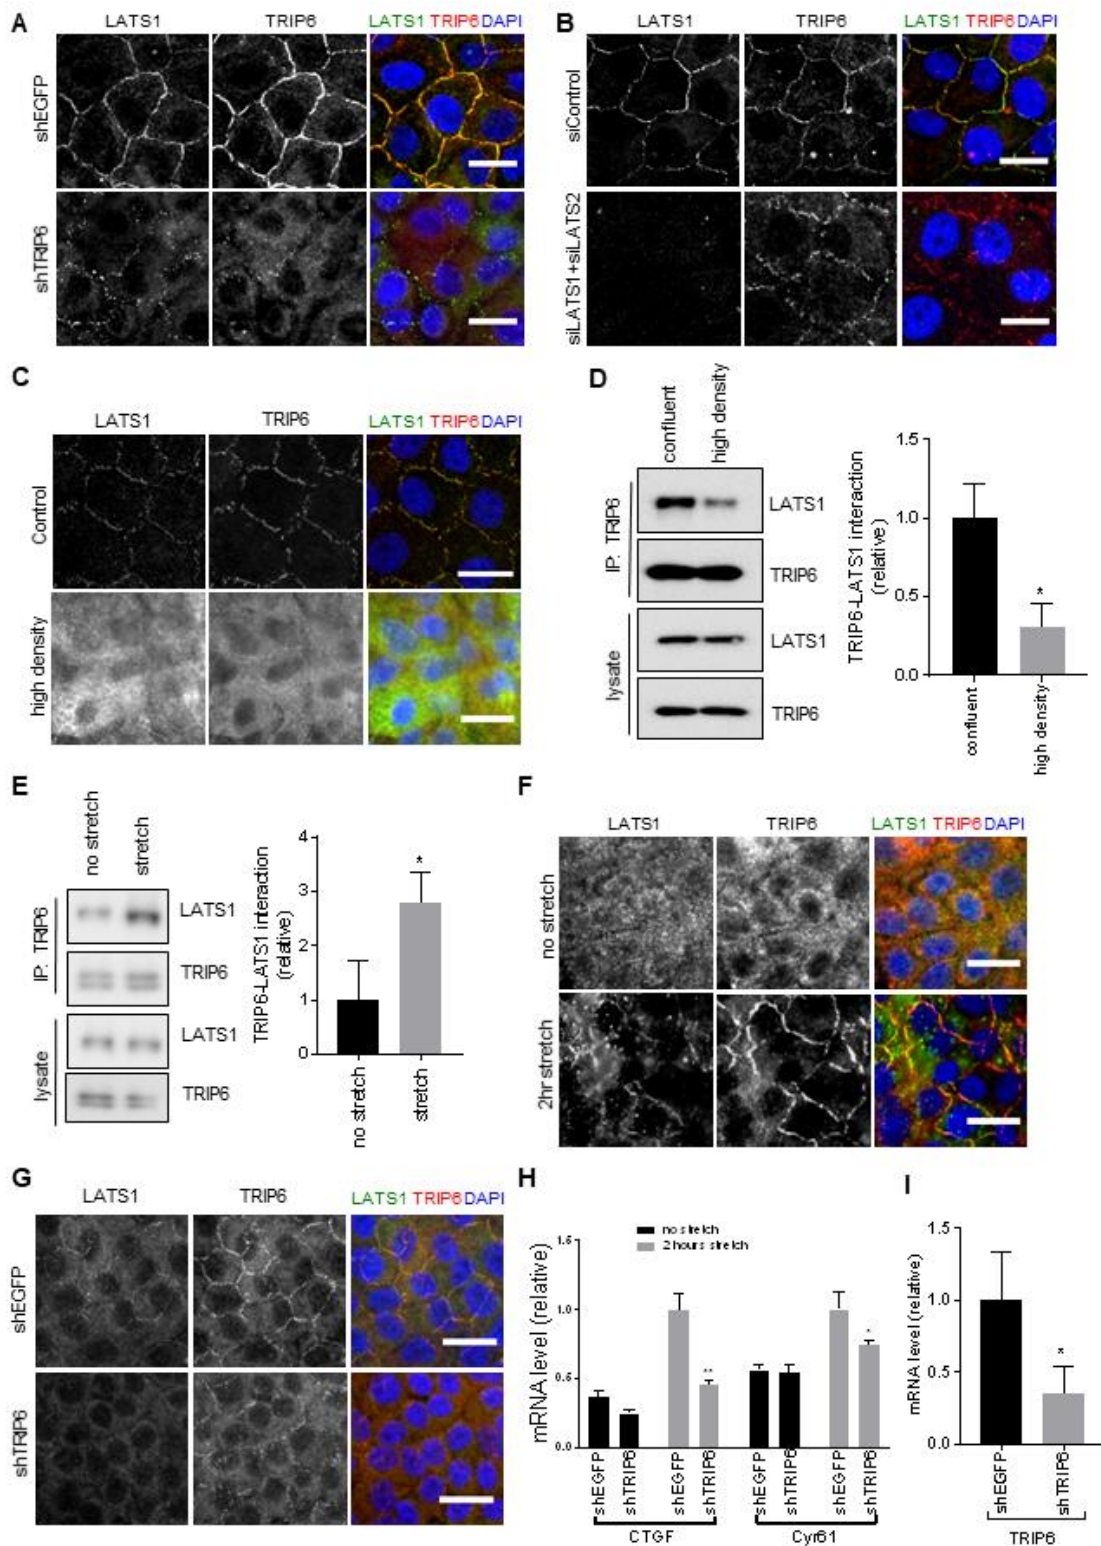 A
LATS1
TRIP6
LATS1 TRIP6 DAPI
shEGFP
shTRIP6
B
LATS1
TRIP6
LATS1 TRIP6 DAPI
siControl
siLATS1+siLATS2
C
LATS1
TRIP6
LATS1 TRIP6 DAPI
Control
high density
D
confluent
high density
IP: TRIP6
LATS1
TRIP6
lysate
LATS1
TRIP6
TRIP6-LATS1 interaction
(relative)
1.5
1.0
0.5
0.0
*
confluent
high density
E
no stretch
stretch
IP: TRIP6
LATS1
TRIP6
lysate
LATS1
TRIP6
TRIP6-LATS1 interaction
(relative)
4
3
2
1
0
*
no stretch
stretch
F
LATS1
TRIP6
LATS1 TRIP6 DAPI
no stretch
2hr stretch
G
LATS1
TRIP6
LATS1 TRIP6 DAPI
shEGFP
shTRIP6
H
no stretch
2 hours stretch
mRNA level (relative)
1.5
1.0
0.5
0.0
**
*
shEGFP
shTRIP6
shEGFP
shTRIP6
shEGFP
shTRIP6
shEGFP
shTRIP6
CTGF
Cyr61
I
mRNA level (relative)
1.5
1.0
0.5
0.0
*
shEGFP
shTRIP6
TRIP6